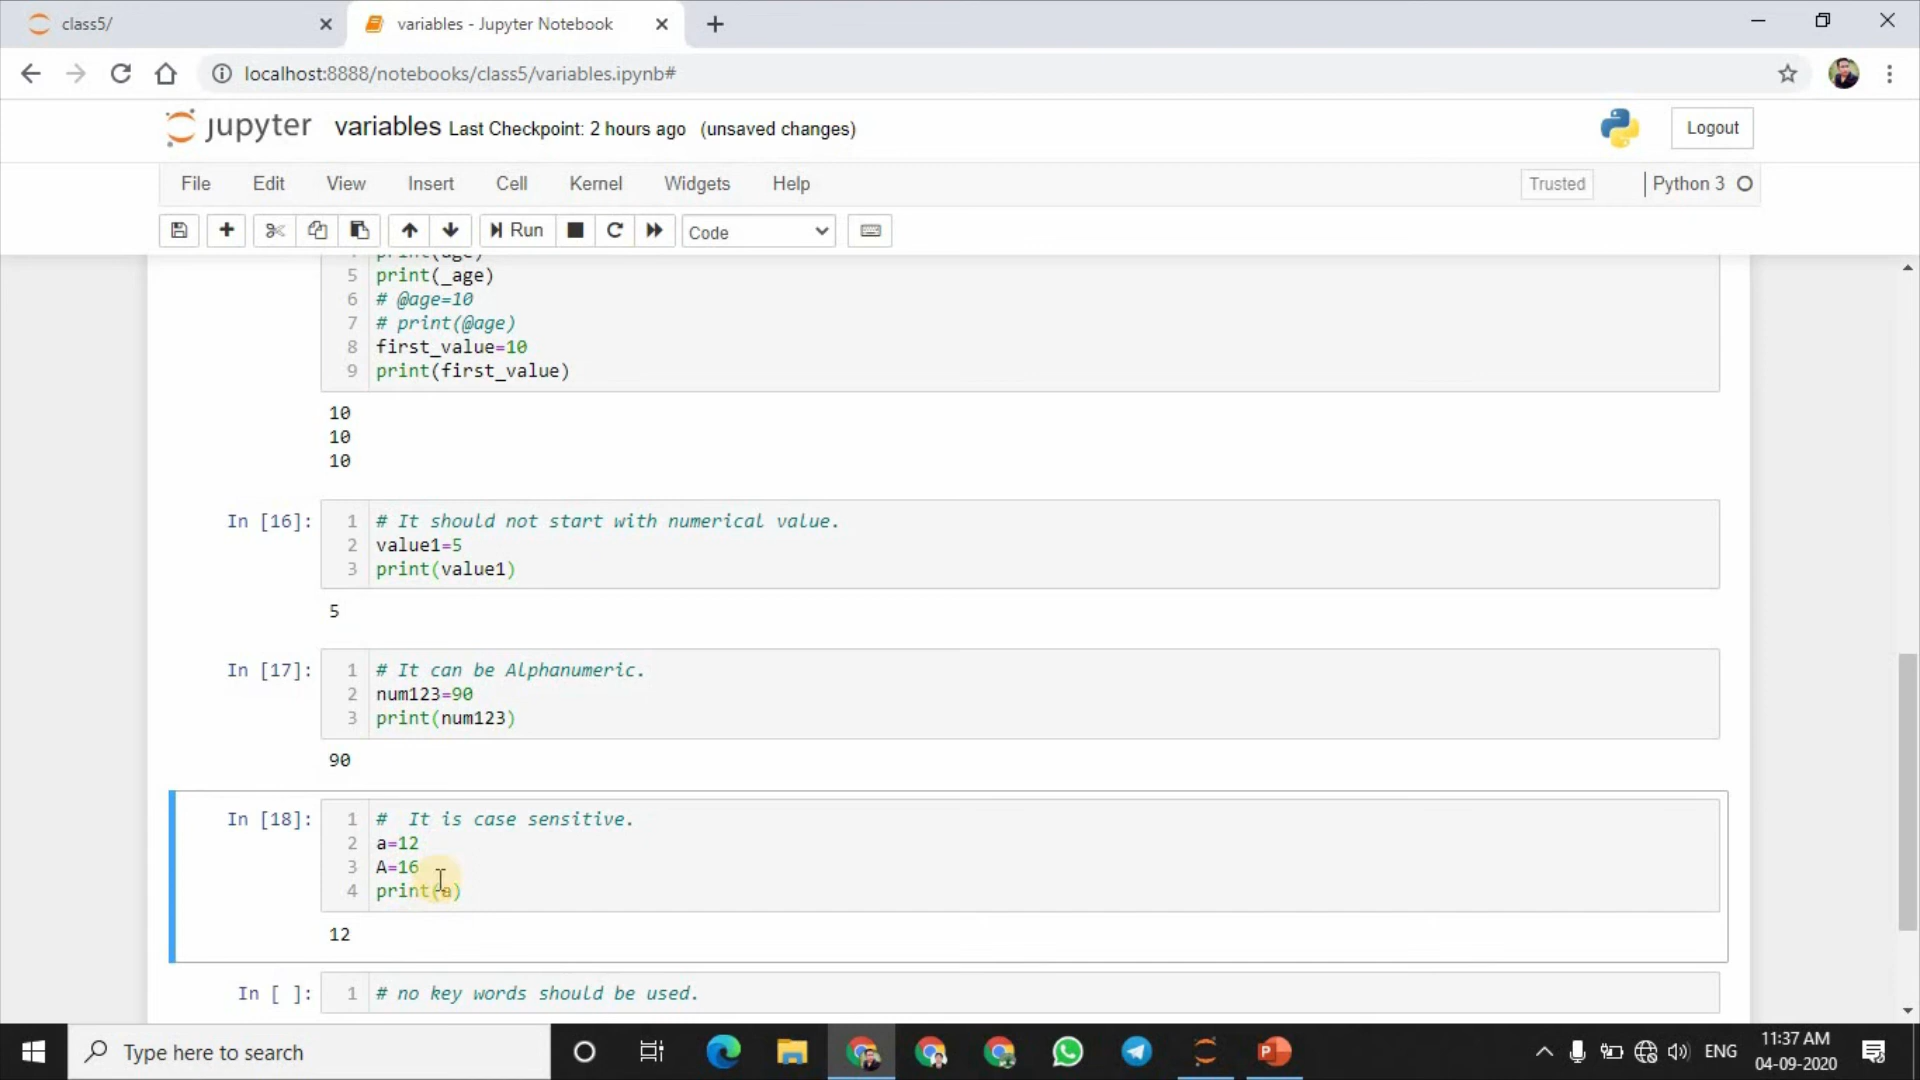 class5/
variables - Jupyter Notebook
localhost:8888/notebooks/class5/variables.ipynb#
jupyter variables Last Checkpoint: 2 hours ago (unsaved changes)
Logout
File Edit View Insert Cell Kernel Widgets Help
Trusted
Python 3
Run
Code
4 print(age)
5 print(_age)
6 # @age=10
7 # print(@age)
8 first_value=10
9 print(first_value)
10
10
10
In [16]: 1 # It should not start with numerical value.
2 value1=5
3 print(value1)
5
In [17]: 1 # It can be Alphanumeric.
2 num123=90
3 print(num123)
90
In [18]: 1 #  It is case sensitive.
2 a=12
3 A=16
4 print(a)
12
In [ ]: 1 # no key words should be used.
Type here to search
ENG
11:37 AM
04-09-2020